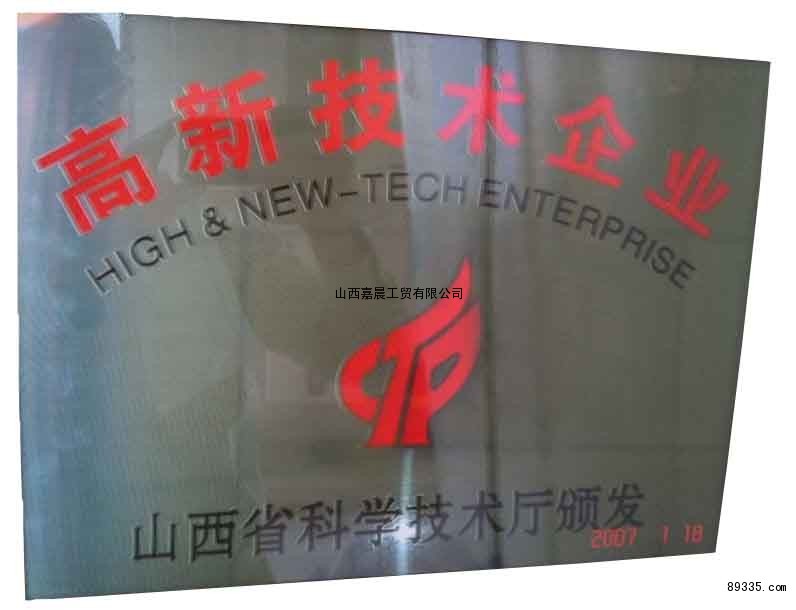 高新技术企业
HIGH & NEW-TECH ENTERPRISE
山西嘉晨工贸有限公司
山西省科学技术厅颁发
2007 1 18
89335.com